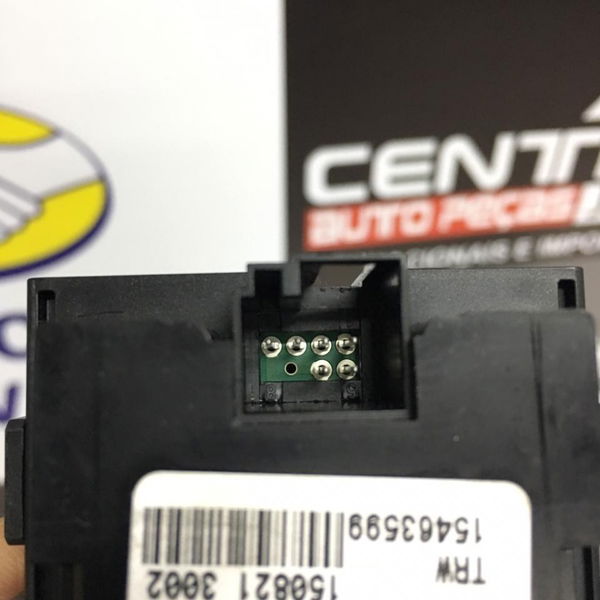 CENT
AUTO PEÇAS
15463599
TRW
150821 3002